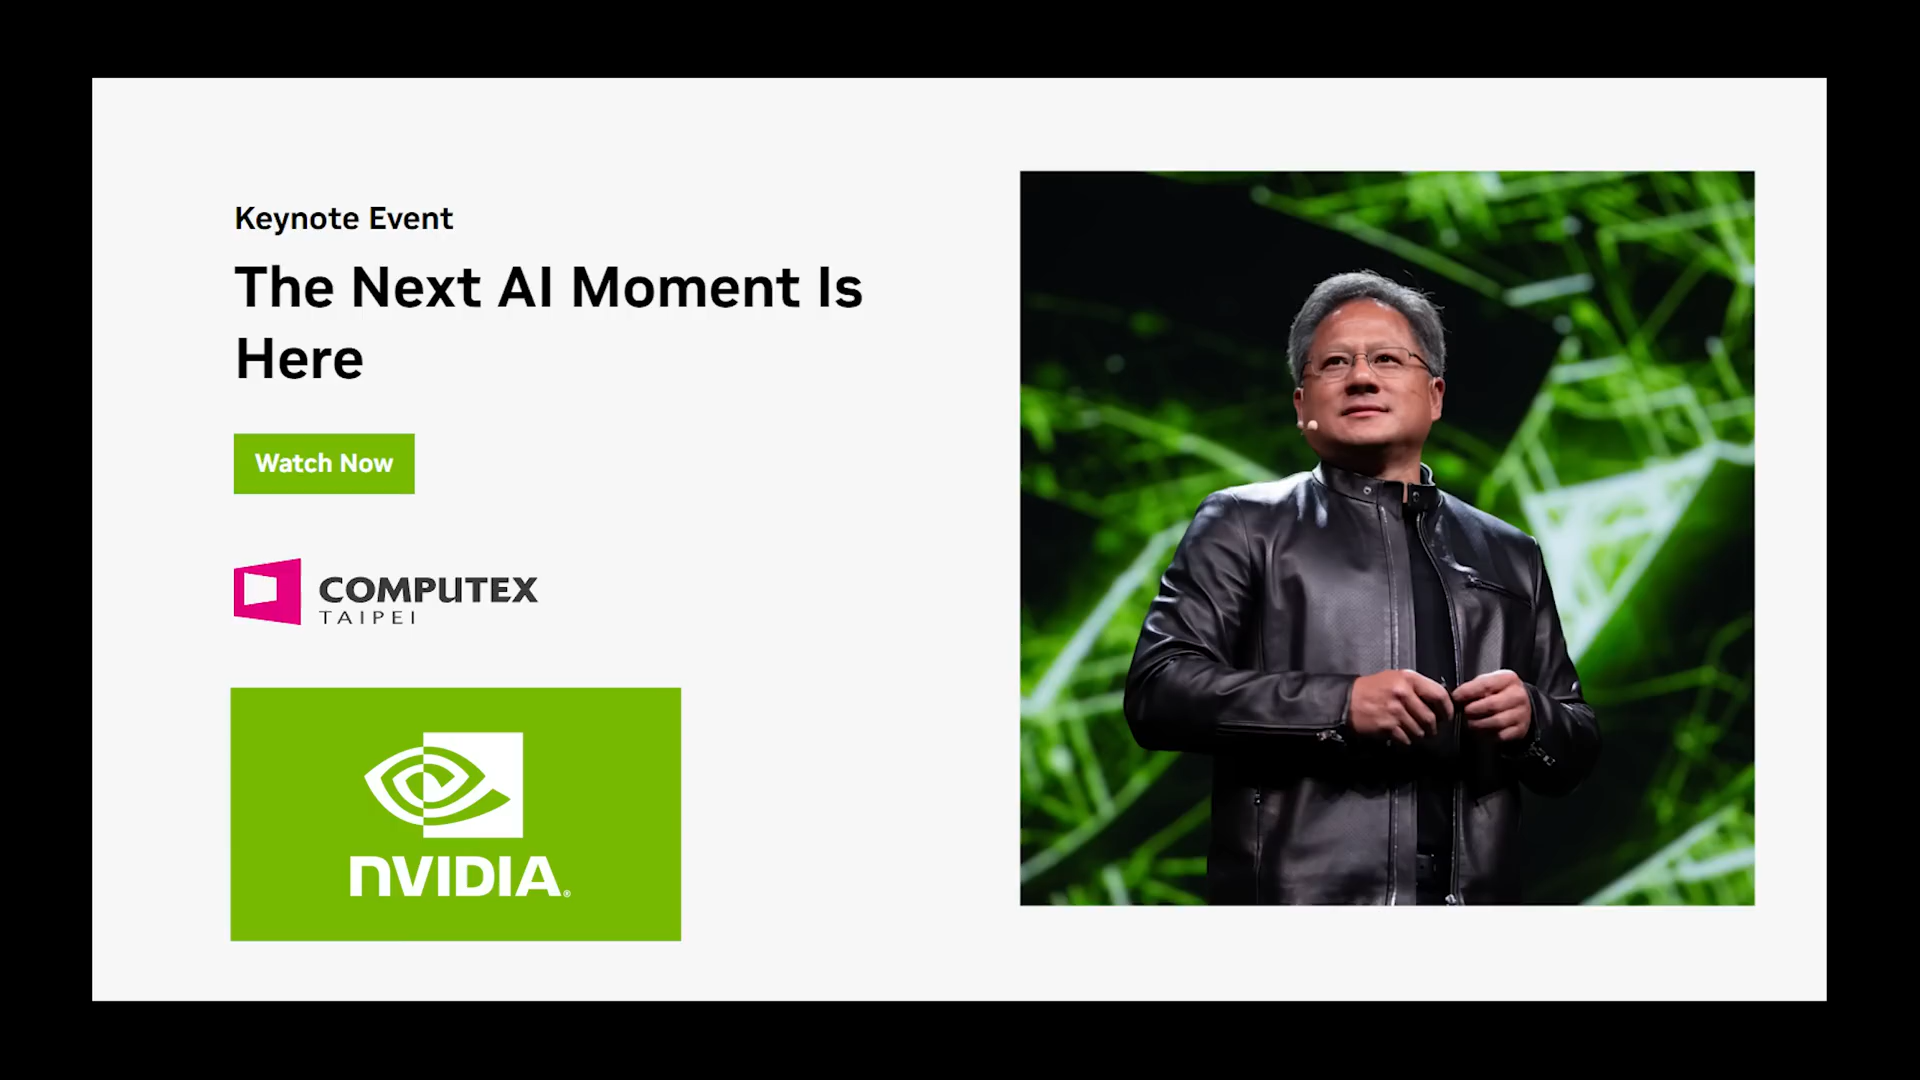 Keynote Event
The Next AI Moment Is
Here
Watch Now
COMPUTEX
TAIPEI
NVIDIA®